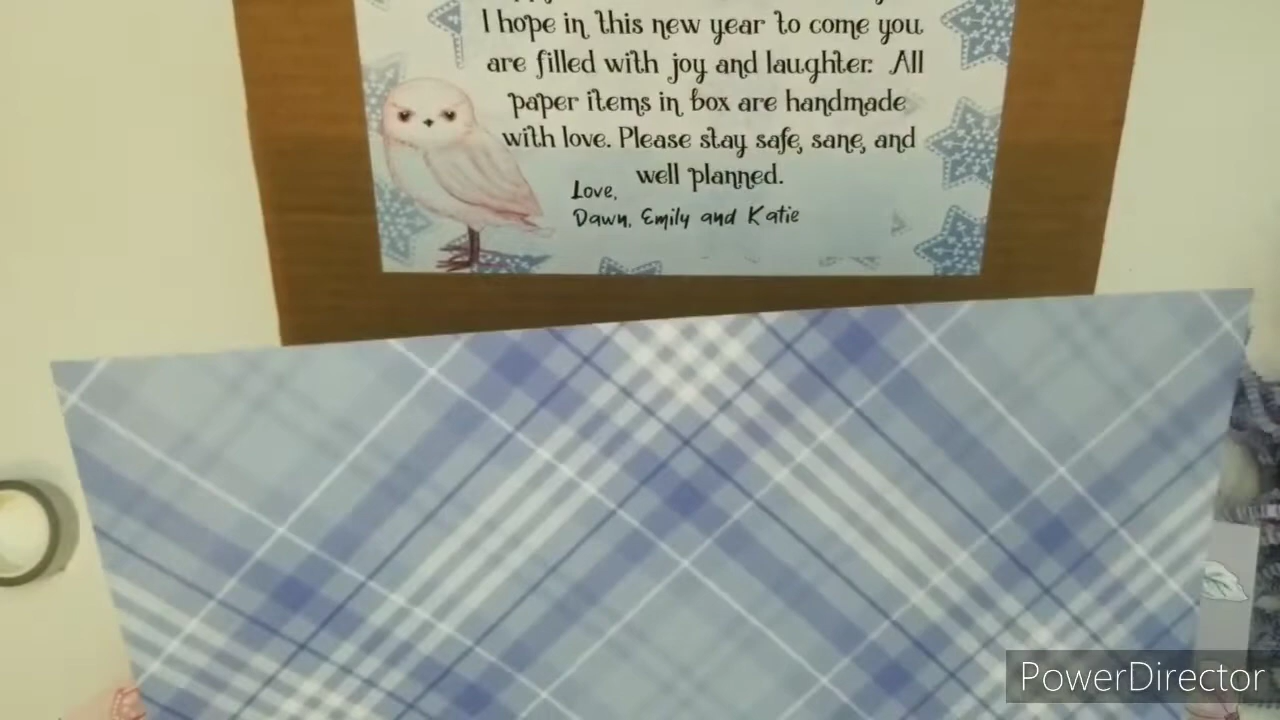 I hope in this new year to come you
are filled with joy and laughter. All
paper items in box are handmade
with love. Please stay safe, sane, and
well planned.
Love,
Dawn, Emily and Katie
PowerDirector